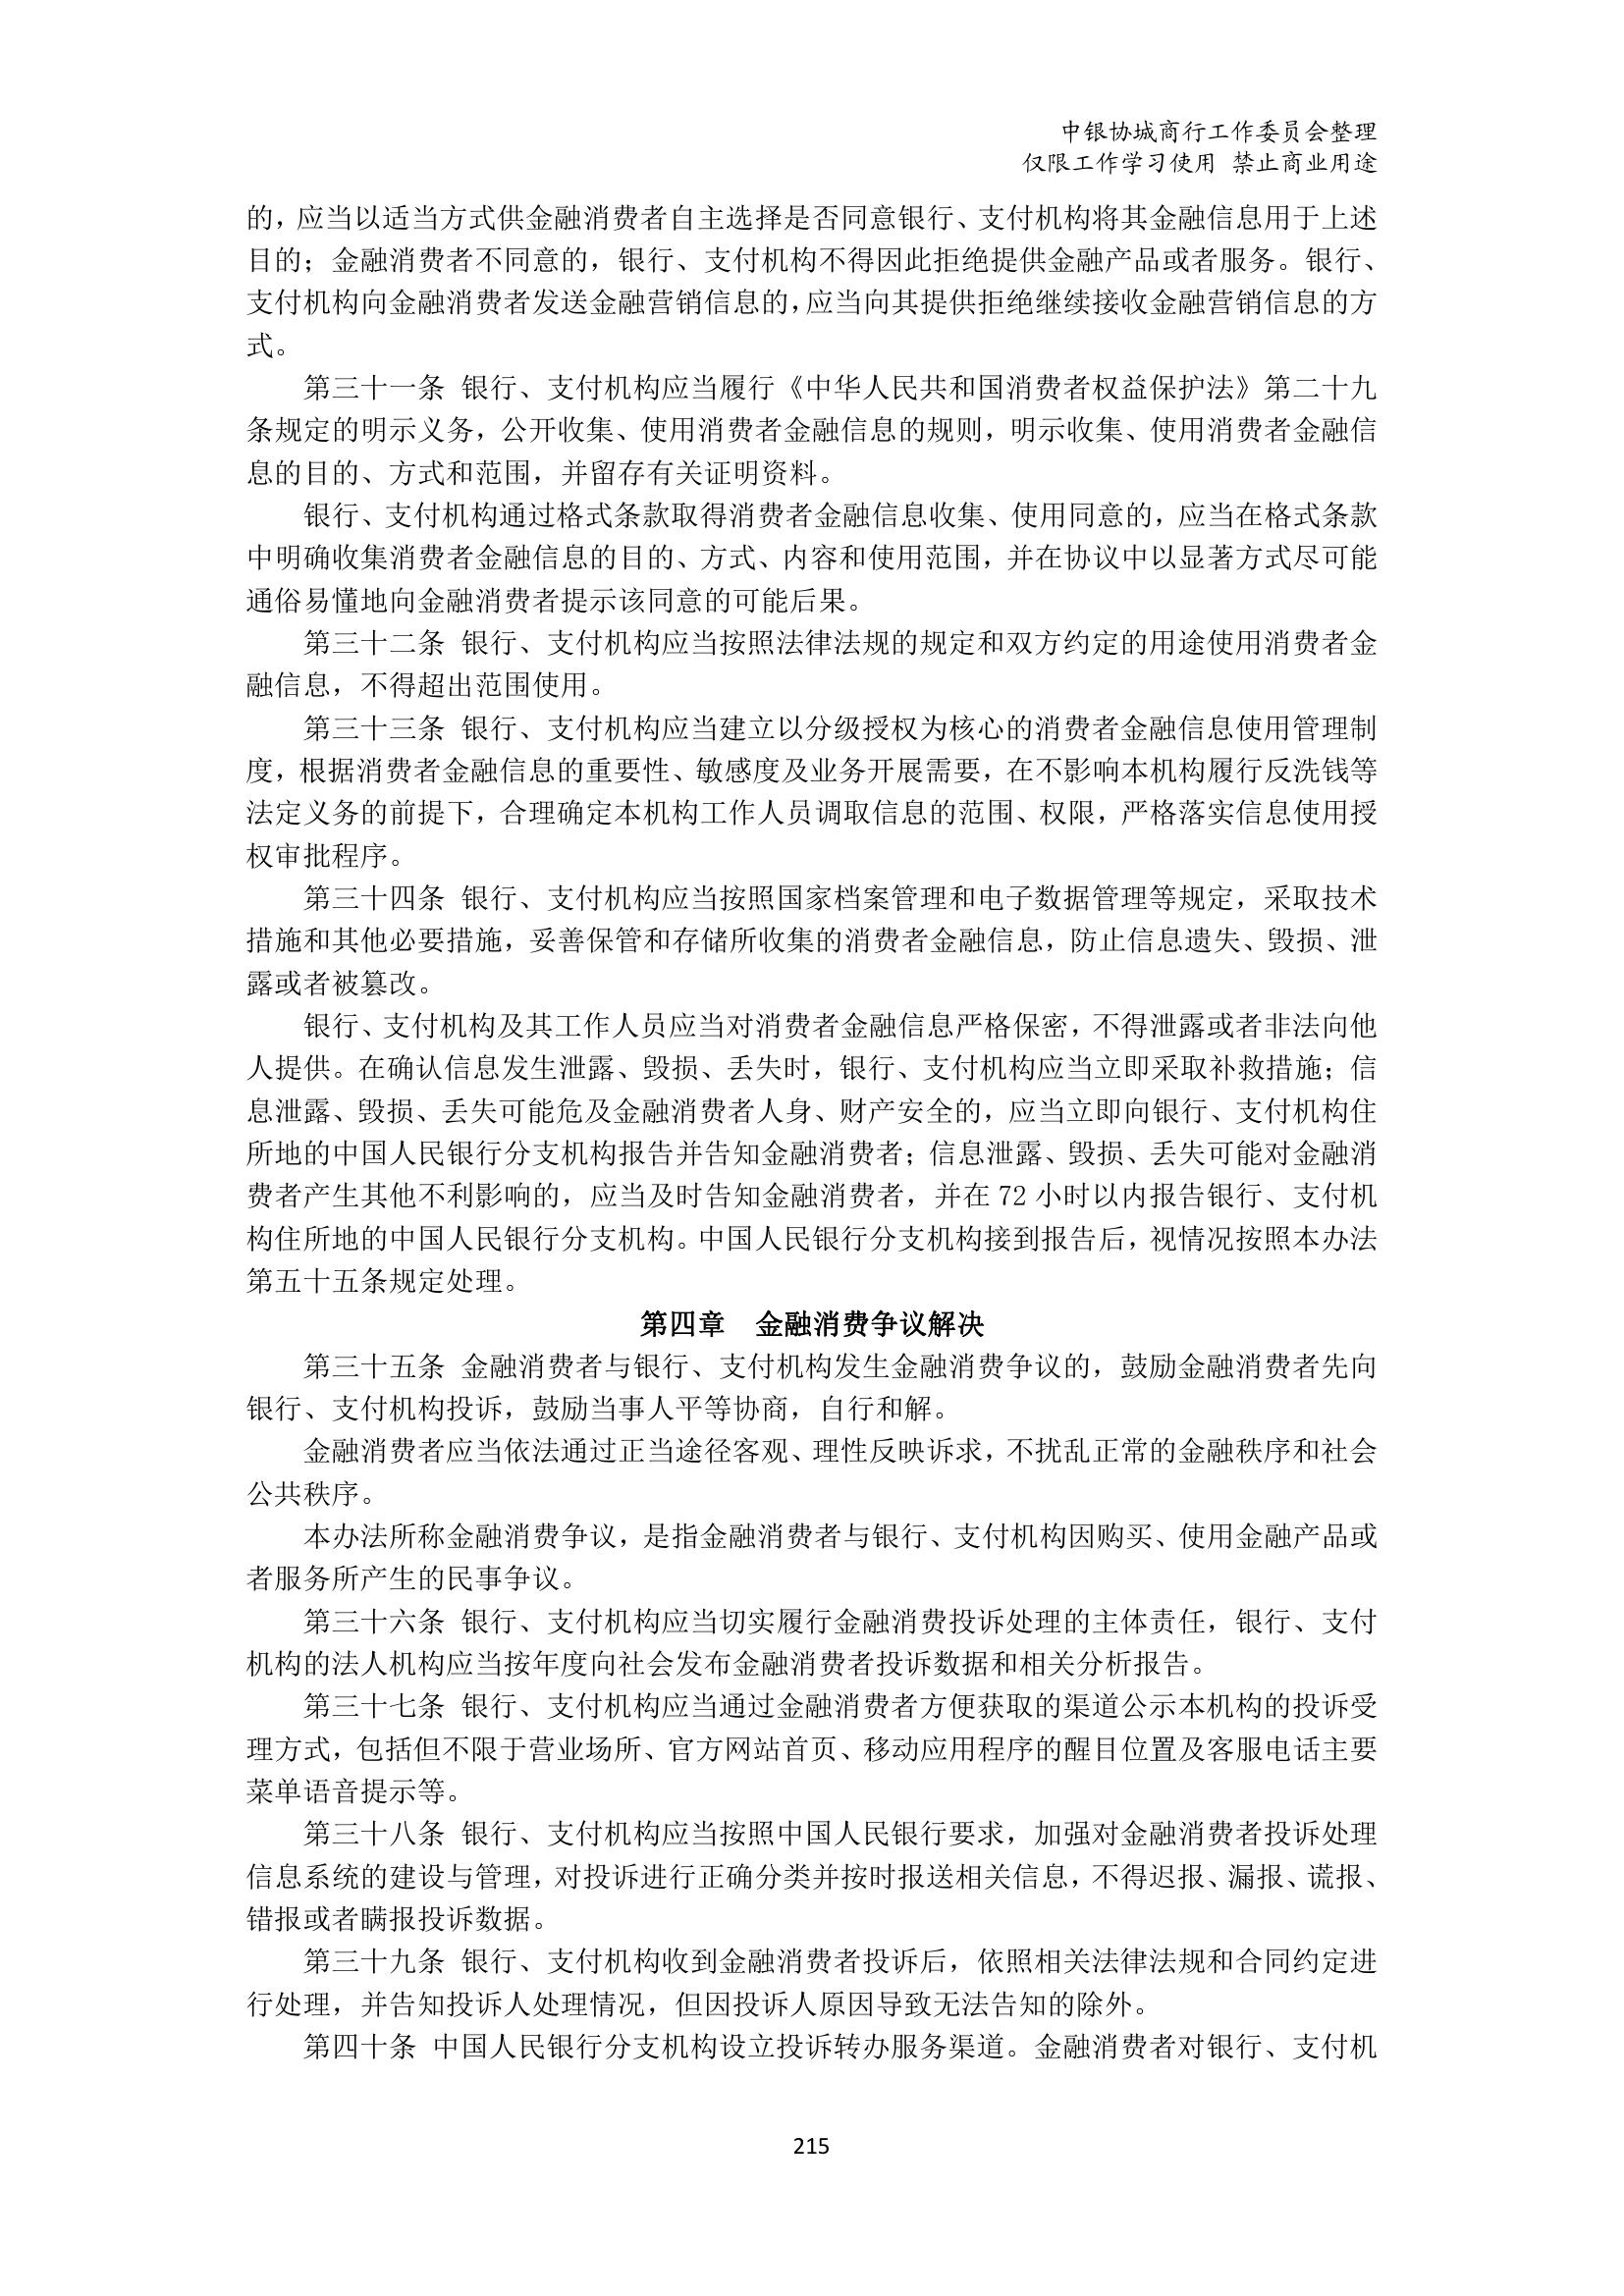 中银协城商行工作委员会整理
仅限工作学习使用 禁止商业用途
的，应当以适当方式供金融消费者自主选择是否同意银行、支付机构将其金融信息用于上述
目的；金融消费者不同意的，银行、支付机构不得因此拒绝提供金融产品或者服务。银行、
支付机构向金融消费者发送金融营销信息的，应当向其提供拒绝继续接收金融营销信息的方
式。
第三十一条 银行、支付机构应当履行《中华人民共和国消费者权益保护法》第二十九
条规定的明示义务，公开收集、使用消费者金融信息的规则，明示收集、使用消费者金融信
息的目的、方式和范围，并留存有关证明资料。
银行、支付机构通过格式条款取得消费者金融信息收集、使用同意的，应当在格式条款
中明确收集消费者金融信息的目的、方式、内容和使用范围，并在协议中以显著方式尽可能
通俗易懂地向金融消费者提示该同意的可能后果。
第三十二条 银行、支付机构应当按照法律法规的规定和双方约定的用途使用消费者金
融信息，不得超出范围使用。
第三十三条 银行、支付机构应当建立以分级授权为核心的消费者金融信息使用管理制
度，根据消费者金融信息的重要性、敏感度及业务开展需要，在不影响本机构履行反洗钱等
法定义务的前提下，合理确定本机构工作人员调取信息的范围、权限，严格落实信息使用授
权审批程序。
第三十四条 银行、支付机构应当按照国家档案管理和电子数据管理等规定，采取技术
措施和其他必要措施，妥善保管和存储所收集的消费者金融信息，防止信息遗失、毁损、泄
露或者被篡改。
银行、支付机构及其工作人员应当对消费者金融信息严格保密，不得泄露或者非法向他
人提供。在确认信息发生泄露、毁损、丢失时，银行、支付机构应当立即采取补救措施；信
息泄露、毁损、丢失可能危及金融消费者人身、财产安全的，应当立即向银行、支付机构住
所地的中国人民银行分支机构报告并告知金融消费者；信息泄露、毁损、丢失可能对金融消
费者产生其他不利影响的，应当及时告知金融消费者，并在 72 小时以内报告银行、支付机
构住所地的中国人民银行分支机构。中国人民银行分支机构接到报告后，视情况按照本办法
第五十五条规定处理。
第四章　金融消费争议解决
第三十五条 金融消费者与银行、支付机构发生金融消费争议的，鼓励金融消费者先向
银行、支付机构投诉，鼓励当事人平等协商，自行和解。
金融消费者应当依法通过正当途径客观、理性反映诉求，不扰乱正常的金融秩序和社会
公共秩序。
本办法所称金融消费争议，是指金融消费者与银行、支付机构因购买、使用金融产品或
者服务所产生的民事争议。
第三十六条 银行、支付机构应当切实履行金融消费投诉处理的主体责任，银行、支付
机构的法人机构应当按年度向社会发布金融消费者投诉数据和相关分析报告。
第三十七条 银行、支付机构应当通过金融消费者方便获取的渠道公示本机构的投诉受
理方式，包括但不限于营业场所、官方网站首页、移动应用程序的醒目位置及客服电话主要
菜单语音提示等。
第三十八条 银行、支付机构应当按照中国人民银行要求，加强对金融消费者投诉处理
信息系统的建设与管理，对投诉进行正确分类并按时报送相关信息，不得迟报、漏报、谎报、
错报或者瞒报投诉数据。
第三十九条 银行、支付机构收到金融消费者投诉后，依照相关法律法规和合同约定进
行处理，并告知投诉人处理情况，但因投诉人原因导致无法告知的除外。
第四十条 中国人民银行分支机构设立投诉转办服务渠道。金融消费者对银行、支付机
215